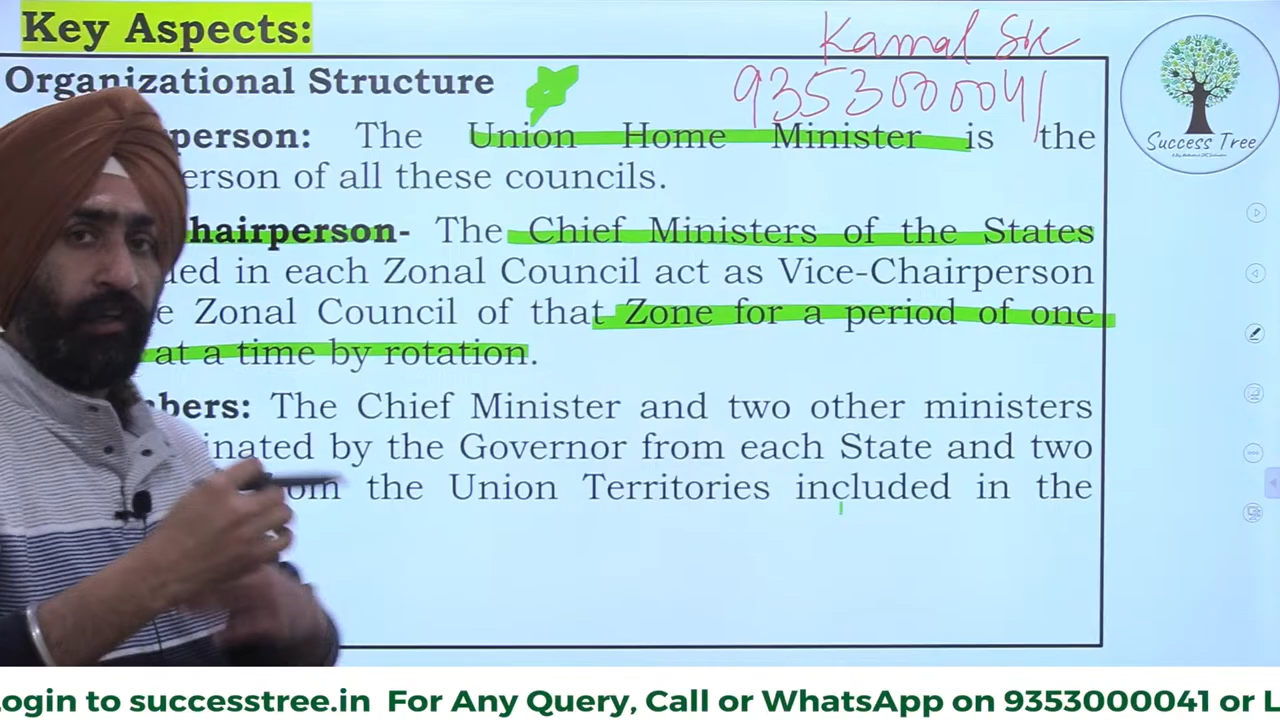 Key Aspects:
Kamal Sir
9353000041
Organizational Structure
person: The Union Home Minister is the
erson of all these councils.
hairperson- The Chief Ministers of the States
ded in each Zonal Council act as Vice-Chairperson
e Zonal Council of that Zone for a period of one
at a time by rotation.
bers: The Chief Minister and two other ministers
inated by the Governor from each State and two
om the Union Territories included in the
Success Tree
ogin to successtree.in For Any Query, Call or WhatsApp on 9353000041 or L